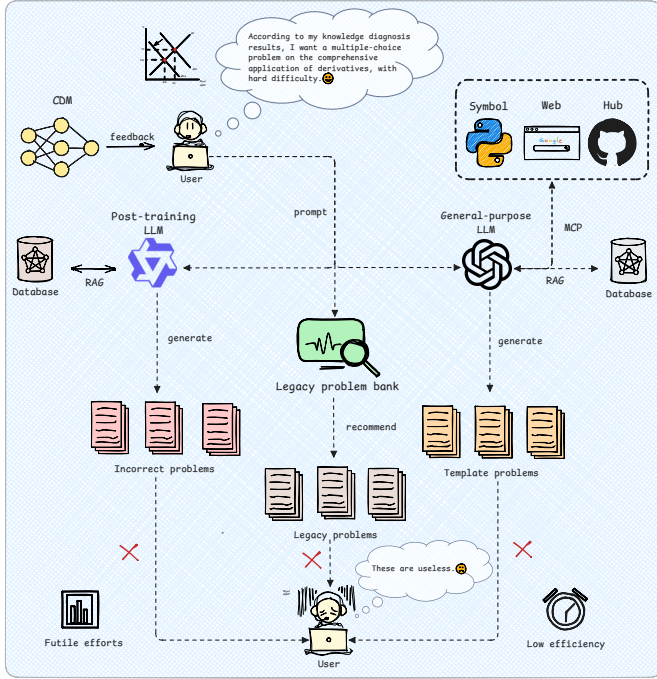 According to my knowledge diagnosis
results, I want a multiple-choice
problem on the comprehensive
application of derivatives, with
hard difficulty.
CDM
feedback
User
Symbol
Web
Hub
Google
prompt
Post-training
LLM
General-purpose
LLM
MCP
Database
RAG
RAG
Database
generate
generate
Legacy problem bank
recommend
Incorrect problems
Template problems
Legacy problems
These are useless.
Futile efforts
Low efficiency
User